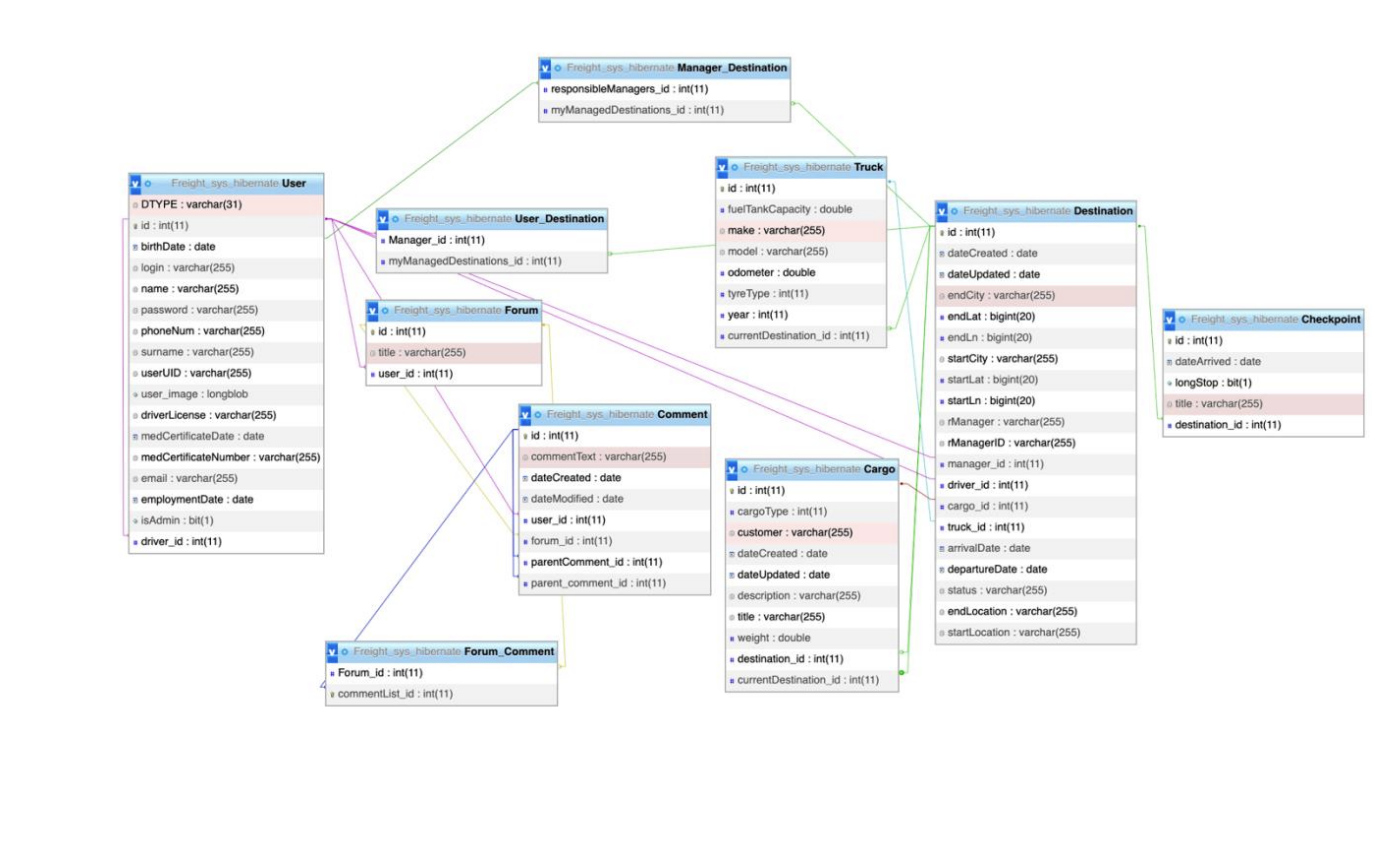 Freight_sys_hibernate Manager_Destination
responsibleManagers_id : int(11)
myManagedDestinations_id : int(11)
Freight_sys_hibernate User
DTYPE : varchar(31)
id : int(11)
birthDate : date
login : varchar(255)
name : varchar(255)
password : varchar(255)
phoneNum : varchar(255)
surname : varchar(255)
userUID : varchar(255)
user_image : longblob
driverLicense : varchar(255)
medCertificateDate : date
medCertificateNumber : varchar(255)
email : varchar(255)
employmentDate : date
isAdmin : bit(1)
driver_id : int(11)
Freight_sys_hibernate User_Destination
Manager_id : int(11)
myManagedDestinations_id : int(11)
Freight_sys_hibernate Forum
id : int(11)
title : varchar(255)
user_id : int(11)
Freight_sys_hibernate Comment
id : int(11)
commentText : varchar(255)
dateCreated : date
dateModified : date
user_id : int(11)
forum_id : int(11)
parentComment_id : int(11)
parent_comment_id : int(11)
Freight_sys_hibernate Forum_Comment
Forum_id : int(11)
commentList_id : int(11)
Freight_sys_hibernate Truck
id : int(11)
fuelTankCapacity : double
make : varchar(255)
model : varchar(255)
odometer : double
tyreType : int(11)
year : int(11)
currentDestination_id : int(11)
Freight_sys_hibernate Cargo
id : int(11)
cargoType : int(11)
customer : varchar(255)
dateCreated : date
dateUpdated : date
description : varchar(255)
title : varchar(255)
weight : double
destination_id : int(11)
currentDestination_id : int(11)
Freight_sys_hibernate Destination
id : int(11)
dateCreated : date
dateUpdated : date
endCity : varchar(255)
endLat : bigint(20)
endLn : bigint(20)
startCity : varchar(255)
startLat : bigint(20)
startLn : bigint(20)
rManager : varchar(255)
rManagerID : varchar(255)
manager_id : int(11)
driver_id : int(11)
cargo_id : int(11)
truck_id : int(11)
arrivalDate : date
departureDate : date
status : varchar(255)
endLocation : varchar(255)
startLocation : varchar(255)
Freight_sys_hibernate Checkpoint
id : int(11)
dateArrived : date
longStop : bit(1)
title : varchar(255)
destination_id : int(11)